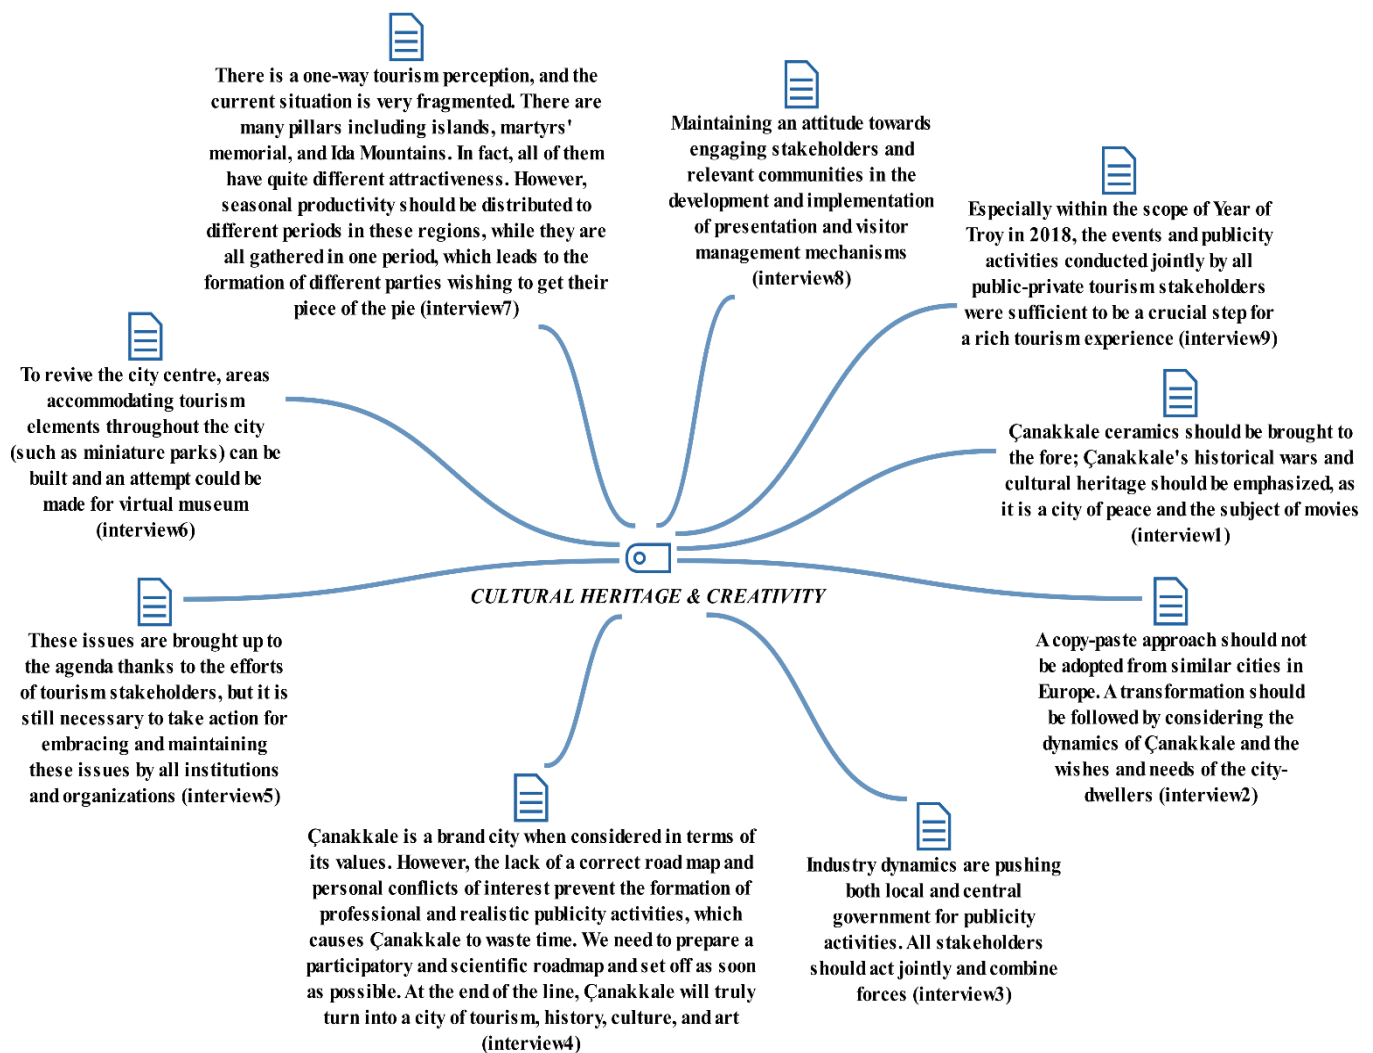 There is a one-way tourism perception, and the
current situation is very fragmented. There are
many pillars including islands, martyrs'
memorial, and Ida Mountains. In fact, all of them
have quite different attractiveness. However,
seasonal productivity should be distributed to
different periods in these regions, while they are
all gathered in one period, which leads to the
formation of different parties wishing to get their
piece of the pie (interview7)
Maintaining an attitude towards
engaging stakeholders and
relevant communities in the
development and implementation
of presentation and visitor
management mechanisms
(interview8)
Especially within the scope of Year of
Troy in 2018, the events and publicity
activities conducted jointly by all
public-private tourism stakeholders
were sufficient to be a crucial step for
a rich tourism experience (interview9)
To revive the city centre, areas
accommodating tourism
elements throughout the city
(such as miniature parks) can be
built and an attempt could be
made for virtual museum
(interview6)
Çanakkale ceramics should be brought to
the fore; Çanakkale's historical wars and
cultural heritage should be emphasized, as
it is a city of peace and the subject of movies
(interview1)
CULTURAL HERITAGE & CREATIVITY
These issues are brought up to
the agenda thanks to the efforts
of tourism stakeholders, but it is
still necessary to take action for
embracing and maintaining
these issues by all institutions
and organizations (interview5)
A copy-paste approach should not
be adopted from similar cities in
Europe. A transformation should
be followed by considering the
dynamics of Çanakkale and the
wishes and needs of the city-
dwellers (interview2)
Çanakkale is a brand city when considered in terms of
its values. However, the lack of a correct road map and
personal conflicts of interest prevent the formation of
professional and realistic publicity activities, which
causes Çanakkale to waste time. We need to prepare a
participatory and scientific roadmap and set off as soon
as possible. At the end of the line, Çanakkale will truly
turn into a city of tourism, history, culture, and art
(interview4)
Industry dynamics are pushing
both local and central
government for publicity
activities. All stakeholders
should act jointly and combine
forces (interview3)